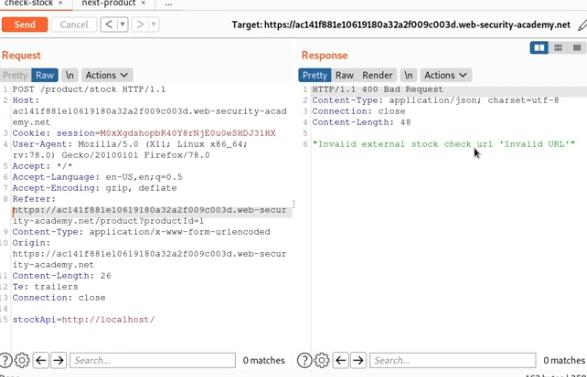 check-stock × next-product × ...
Send Cancel < > Target: https://ac141f881e10619180a32a2f009c003d.web-security-academy.net
Request
Pretty Raw \n Actions
1 POST /product/stock HTTP/1.1
2 Host:
ac141f881e10619180a32a2f009c003d.web-security-acad
emy.net
3 Cookie: session=M0xXgdshopbR40Y8rNjE0u0eSHDJ31HX
4 User-Agent: Mozilla/5.0 (X11; Linux x86_64;
rv:78.0) Gecko/20100101 Firefox/78.0
5 Accept: */*
6 Accept-Language: en-US,en;q=0.5
7 Accept-Encoding: gzip, deflate
8 Referer:
https://ac141f881e10619180a32a2f009c003d.web-secur
ity-academy.net/product?productId=1
9 Content-Type: application/x-www-form-urlencoded
10 Origin:
https://ac141f881e10619180a32a2f009c003d.web-secur
ity-academy.net
11 Content-Length: 26
12 Te: trailers
13 Connection: close
14
15 stockApi=http://localhost/
Search... 0 matches
Response
Pretty Raw Render \n Actions
1 HTTP/1.1 400 Bad Request
2 Content-Type: application/json; charset=utf-8
3 Connection: close
4 Content-Length: 48
5
6 "Invalid external stock check url 'Invalid URL'"
Search... 0 matches